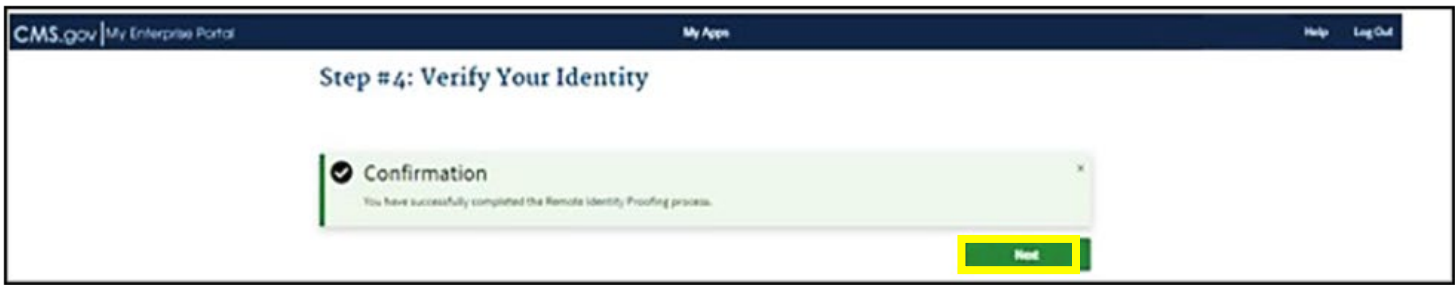 CMS.gov | My Enterprise Portal My Apps Help Log Out
Step #4: Verify Your Identity
Confirmation ×
You have successfully completed the Remote Identity Proofing process.
Next